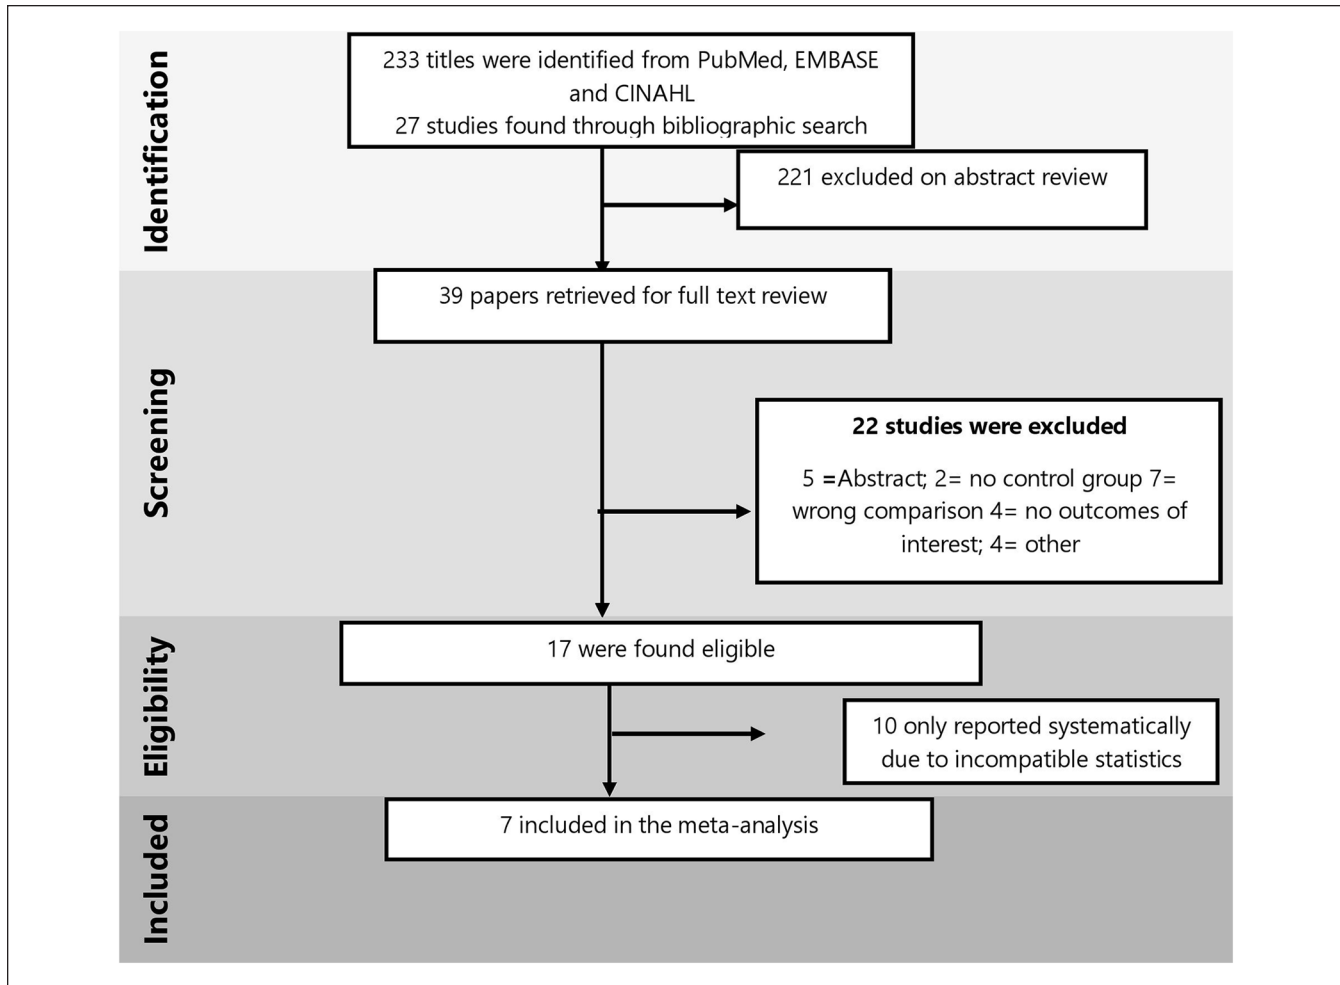 Identification
233 titles were identified from PubMed, EMBASE
and CINAHL
27 studies found through bibliographic search
221 excluded on abstract review
Screening
39 papers retrieved for full text review
22 studies were excluded
5 =Abstract; 2= no control group 7=
wrong comparison 4= no outcomes of
interest; 4= other
Eligibility
17 were found eligible
10 only reported systematically
due to incompatible statistics
Included
7 included in the meta-analysis